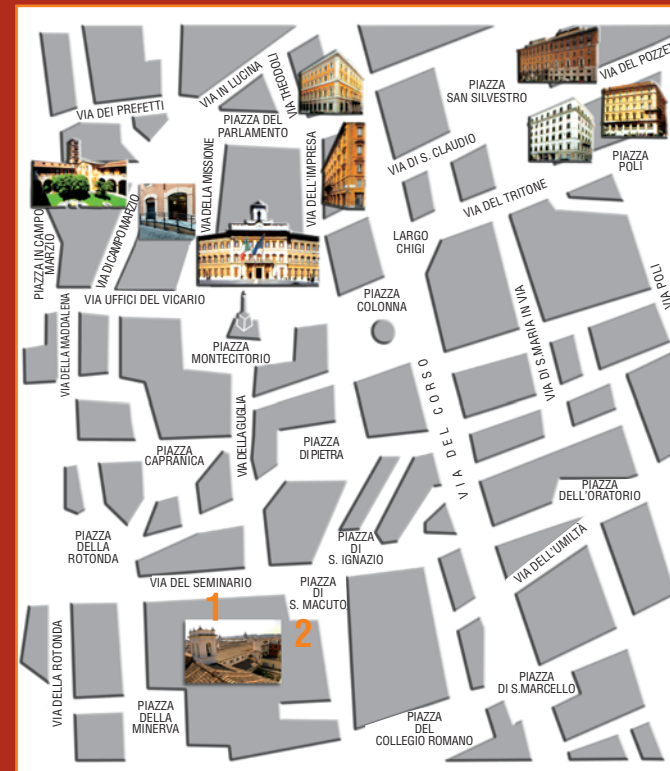 VIA IN LUCINA
VIA THEODOLI
VIA DEI PREFETTI
PIAZZA DEL
PARLAMENTO
PIAZZA
SAN SILVESTRO
VIA DEL POZZET
VIA DELLA MISSIONE
VIA DELL'IMPRESA
VIA DI S. CLAUDIO
PIAZZA
POLI
VIA DEL TRITONE
PIAZZA IN CAMPO
MARZIO
VIA DI CAMPO MARZIO
LARGO
CHIGI
VIA UFFICI DEL VICARIO
PIAZZA
COLONNA
VIA POLI
VIA DELLA MADDALENA
PIAZZA
MONTECITORIO
VIA DI S. MARIA IN VIA
VIA DEL CORSO
VIA DELLA GUGLIA
PIAZZA
CAPRANICA
PIAZZA
DI PIETRA
PIAZZA
DELL'ORATORIO
PIAZZA
DELLA
ROTONDA
PIAZZA
DI
S. IGNAZIO
VIA DELL'UMILTÀ
VIA DEL SEMINARIO
PIAZZA
DI
S. MACUTO
1
2
VIA DELLA ROTONDA
PIAZZA
DELLA
MINERVA
PIAZZA
DI S.MARCELLO
PIAZZA
DEL
COLLEGIO ROMANO